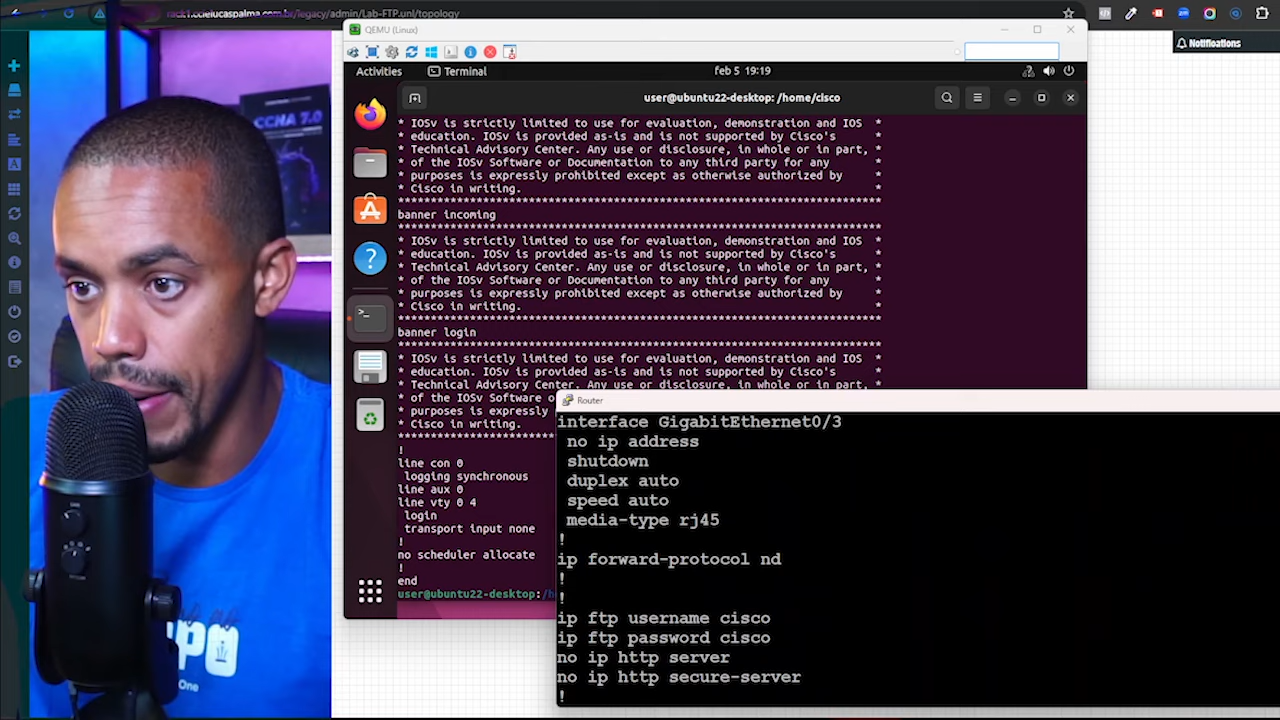 rack1.ccielucaspalma.com.br/legacy/admin/Lab-FTP.unl/topology
QEMU (Linux)
Notifications
Activities
Terminal
feb 5 19:19
user@ubuntu22-desktop: /home/cisco
CCNA 7.0
* IOSv is strictly limited to use for evaluation, demonstration and IOS *
* education. IOSv is provided as-is and is not supported by Cisco's *
* Technical Advisory Center. Any use or disclosure, in whole or in part, *
* of the IOSv Software or Documentation to any third party for any *
* purposes is expressly prohibited except as otherwise authorized by *
* Cisco in writing. *
**************************************************************************
banner incoming
**************************************************************************
* IOSv is strictly limited to use for evaluation, demonstration and IOS *
* education. IOSv is provided as-is and is not supported by Cisco's *
* Technical Advisory Center. Any use or disclosure, in whole or in part, *
* of the IOSv Software or Documentation to any third party for any *
* purposes is expressly prohibited except as otherwise authorized by *
* Cisco in writing. *
**************************************************************************
banner login
**************************************************************************
* IOSv is strictly limited to use for evaluation, demonstration and IOS *
* education. IOSv is provided as-is and is not supported by Cisco's *
* Technical Advisory Center. Any use or disclosure, in whole or in part, *
* of the IOSv Software o
* purposes is expressly
* Cisco in writing.
************************
!
line con 0
logging synchronous
line aux 0
line vty 0 4
login
transport input none
!
no scheduler allocate
!
end
user@ubuntu22-desktop:/h
Router
interface GigabitEthernet0/3
no ip address
shutdown
duplex auto
speed auto
media-type rj45
!
ip forward-protocol nd
!
!
ip ftp username cisco
ip ftp password cisco
no ip http server
no ip http secure-server
!
One